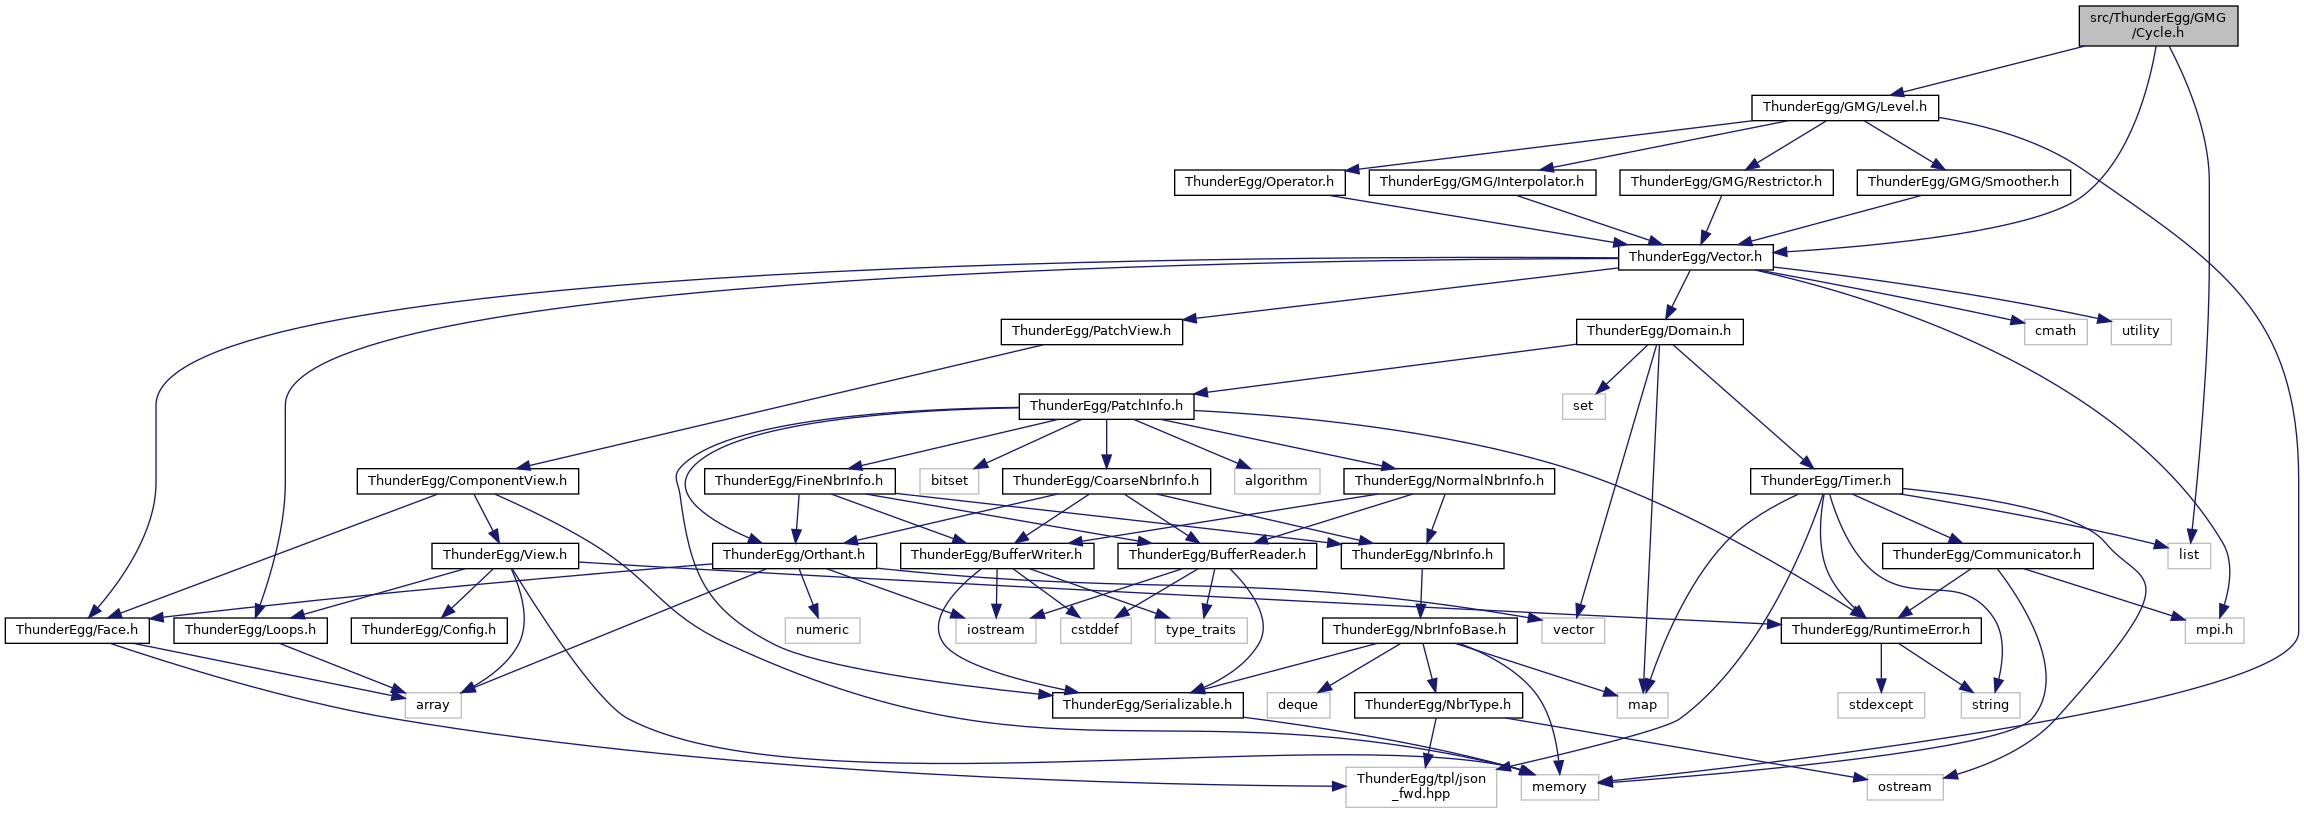 src/ThunderEgg/GMG
/Cycle.h
ThunderEgg/GMG/Level.h
ThunderEgg/Operator.h
ThunderEgg/GMG/Interpolator.h
ThunderEgg/GMG/Restrictor.h
ThunderEgg/GMG/Smoother.h
ThunderEgg/Vector.h
ThunderEgg/PatchView.h
ThunderEgg/Domain.h
cmath
utility
ThunderEgg/PatchInfo.h
set
ThunderEgg/ComponentView.h
ThunderEgg/FineNbrInfo.h
bitset
ThunderEgg/CoarseNbrInfo.h
algorithm
ThunderEgg/NormalNbrInfo.h
ThunderEgg/Timer.h
ThunderEgg/View.h
ThunderEgg/Orthant.h
ThunderEgg/BufferWriter.h
ThunderEgg/BufferReader.h
ThunderEgg/NbrInfo.h
ThunderEgg/Communicator.h
list
ThunderEgg/Face.h
ThunderEgg/Loops.h
ThunderEgg/Config.h
numeric
iostream
cstddef
type_traits
ThunderEgg/NbrInfoBase.h
vector
ThunderEgg/RuntimeError.h
mpi.h
array
ThunderEgg/Serializable.h
deque
ThunderEgg/NbrType.h
map
stdexcept
string
ThunderEgg/tpl/json
_fwd.hpp
memory
ostream